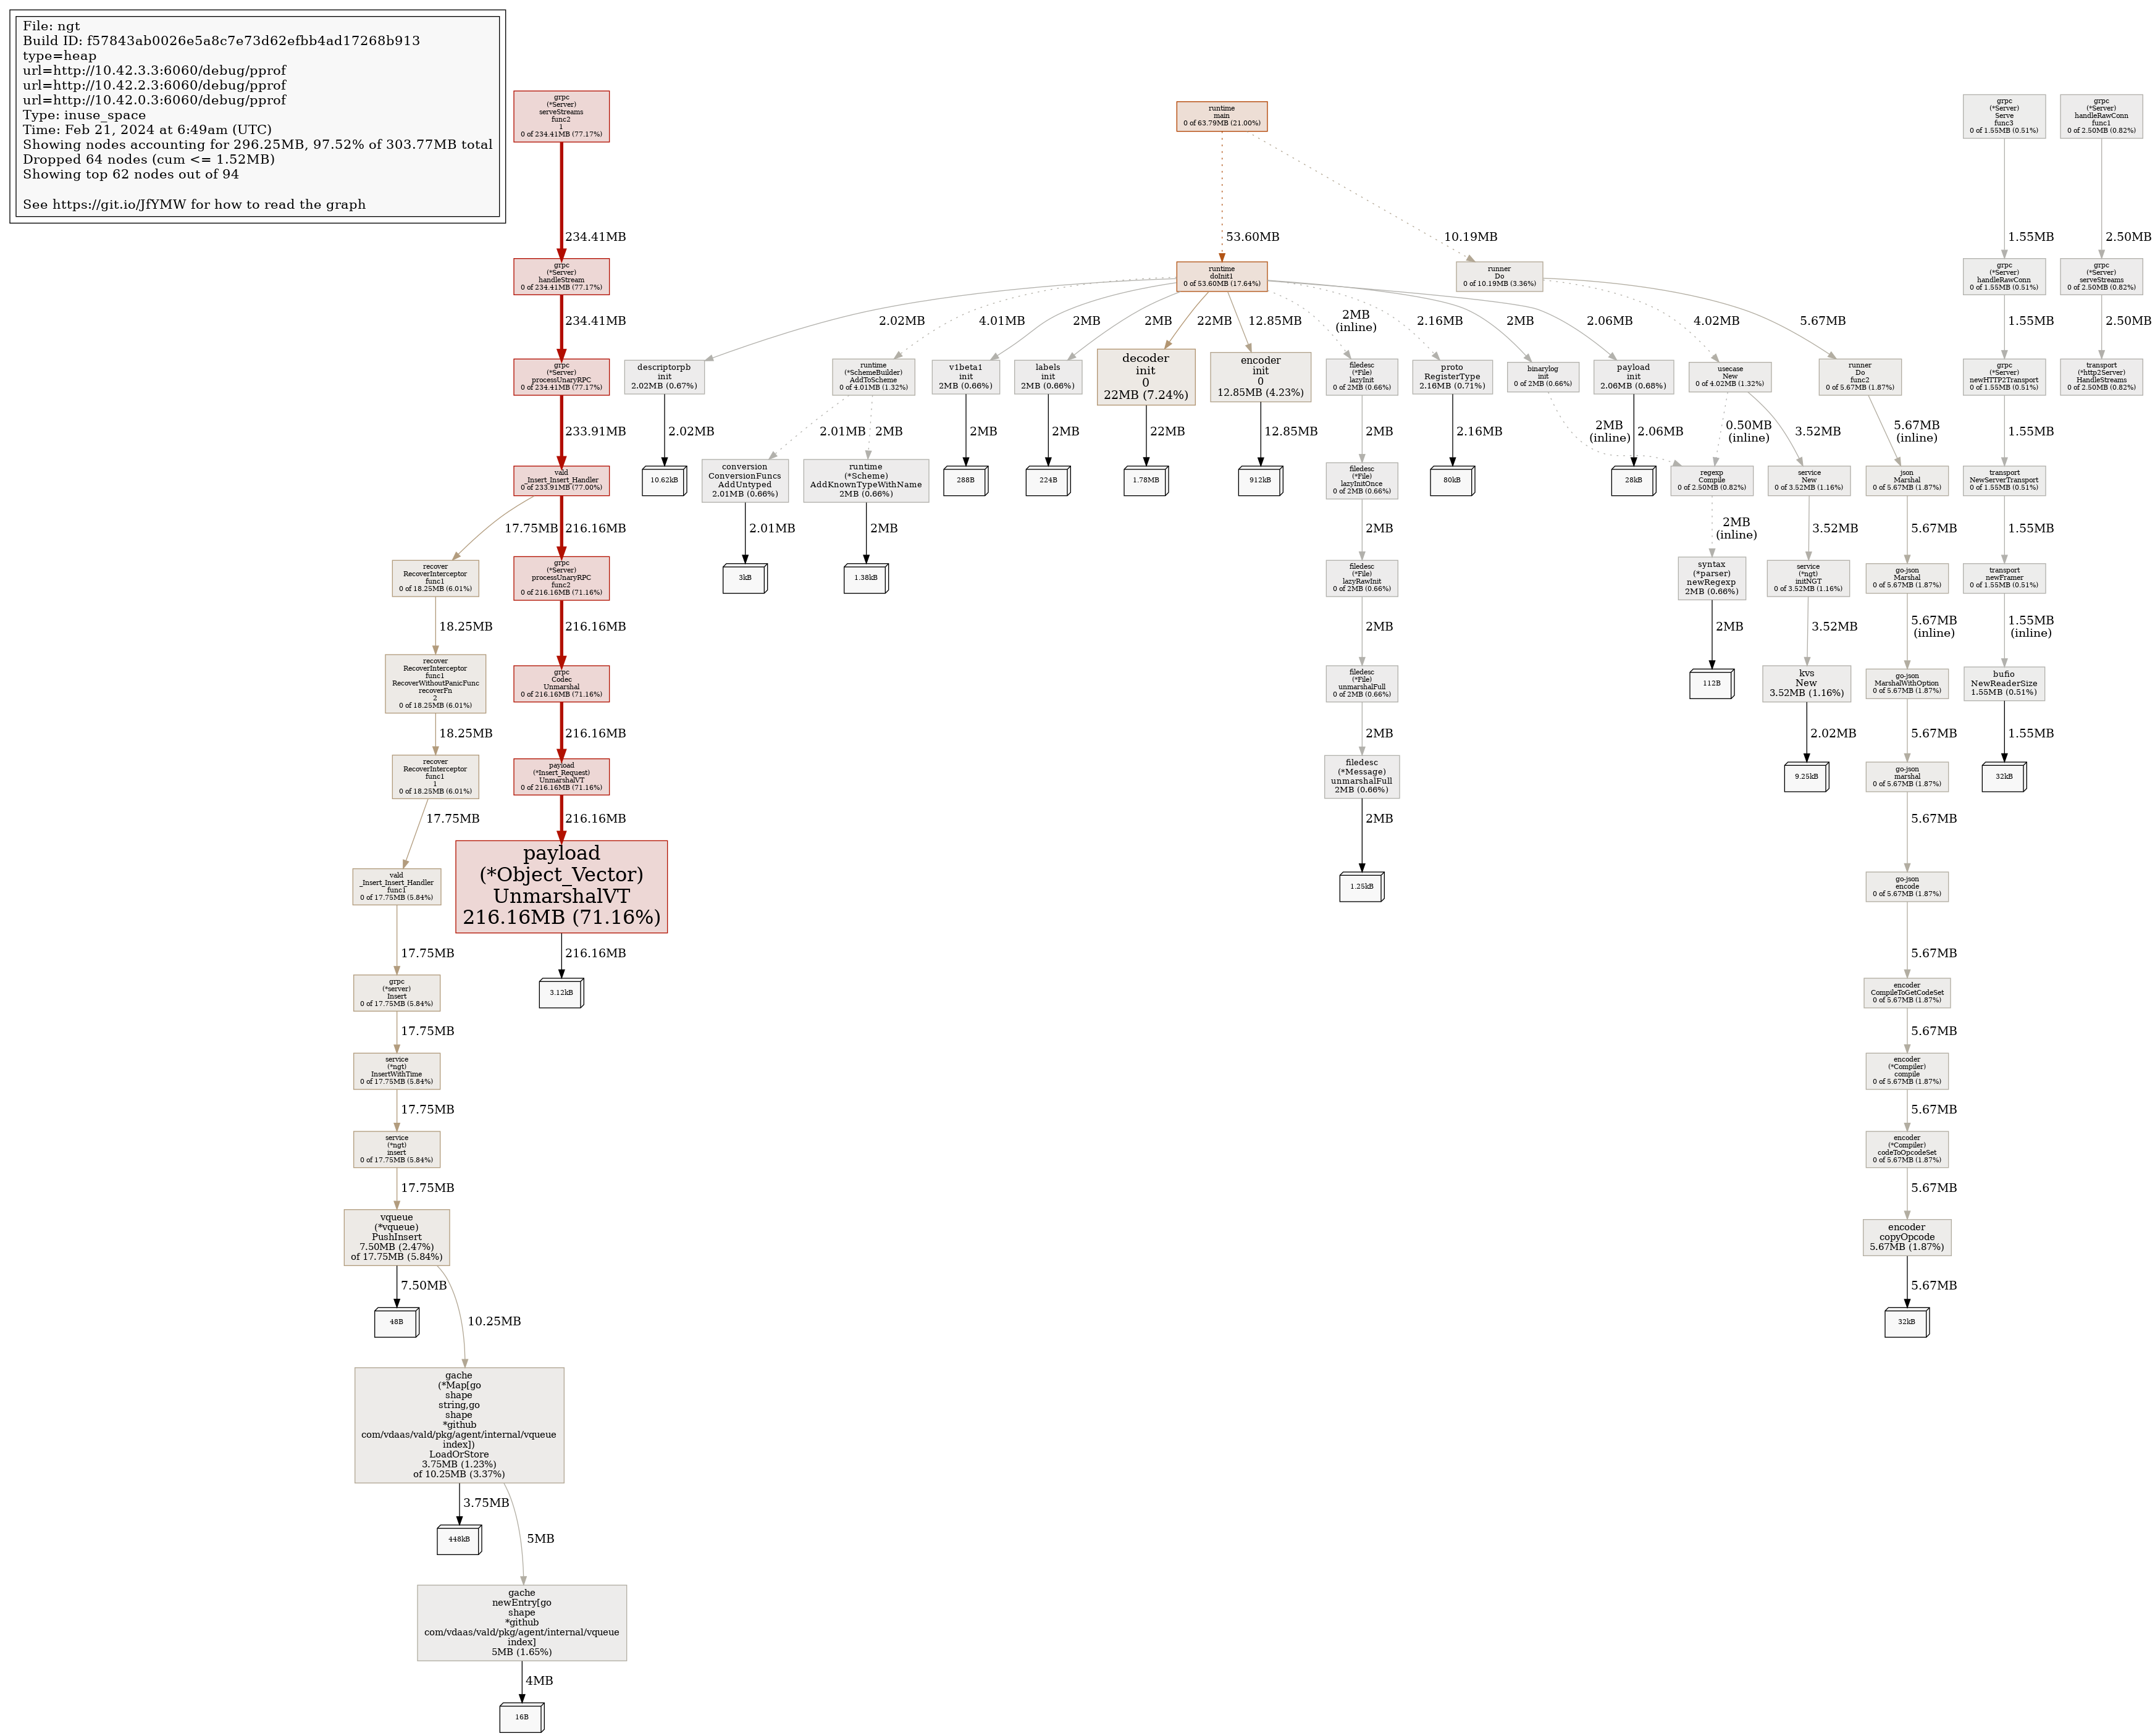 File: ngt
Build ID: f57843ab0026e5a8c7e73d62efbb4ad17268b913
type=heap
url=http://10.42.3.3:6060/debug/pprof
url=http://10.42.2.3:6060/debug/pprof
url=http://10.42.0.3:6060/debug/pprof
Type: inuse_space
Time: Feb 21, 2024 at 6:49am (UTC)
Showing nodes accounting for 296.25MB, 97.52% of 303.77MB total
Dropped 64 nodes (cum <= 1.52MB)
Showing top 62 nodes out of 94
See https://git.io/JfYMW for how to read the graph
grpc
(*Server)
serveStreams
func2
1
0 of 234.41MB (77.17%)
234.41MB
grpc
(*Server)
handleStream
0 of 234.41MB (77.17%)
234.41MB
grpc
(*Server)
processUnaryRPC
0 of 234.41MB (77.17%)
233.91MB
vald
_Insert_Insert_Handler
0 of 233.91MB (77.00%)
17.75MB
216.16MB
recover
RecoverInterceptor
func1
0 of 18.25MB (6.01%)
18.25MB
recover
RecoverInterceptor
func1
RecoverWithoutPanicFunc
recoverFn
2
0 of 18.25MB (6.01%)
18.25MB
recover
RecoverInterceptor
func1
1
0 of 18.25MB (6.01%)
17.75MB
vald
_Insert_Insert_Handler
func1
0 of 17.75MB (5.84%)
17.75MB
grpc
(*server)
Insert
0 of 17.75MB (5.84%)
17.75MB
service
(*ngt)
InsertWithTime
0 of 17.75MB (5.84%)
17.75MB
service
(*ngt)
insert
0 of 17.75MB (5.84%)
17.75MB
vqueue
(*vqueue)
PushInsert
7.50MB (2.47%)
of 17.75MB (5.84%)
7.50MB
48B
10.25MB
gache
(*Map[go
shape
string,go
shape
*github
com/vdaas/vald/pkg/agent/internal/vqueue
index])
LoadOrStore
3.75MB (1.23%)
of 10.25MB (3.37%)
3.75MB
448kB
5MB
gache
newEntry[go
shape
*github
com/vdaas/vald/pkg/agent/internal/vqueue
index]
5MB (1.65%)
4MB
16B
grpc
(*Server)
processUnaryRPC
func2
0 of 216.16MB (71.16%)
216.16MB
grpc
Codec
Unmarshal
0 of 216.16MB (71.16%)
216.16MB
payload
(*Insert_Request)
UnmarshalVT
0 of 216.16MB (71.16%)
216.16MB
payload
(*Object_Vector)
UnmarshalVT
216.16MB (71.16%)
216.16MB
3.12kB
runtime
main
0 of 63.79MB (21.00%)
53.60MB
10.19MB
runtime
doInit1
0 of 53.60MB (17.64%)
2.02MB
descriptorpb
init
2.02MB (0.67%)
2.02MB
10.62kB
4.01MB
runtime
(*SchemeBuilder)
AddToScheme
0 of 4.01MB (1.32%)
2.01MB
conversion
ConversionFuncs
AddUntyped
2.01MB (0.66%)
2.01MB
3kB
2MB
runtime
(*Scheme)
AddKnownTypeWithName
2MB (0.66%)
2MB
1.38kB
2MB
v1beta1
init
2MB (0.66%)
2MB
288B
2MB
labels
init
2MB (0.66%)
2MB
224B
22MB
decoder
init
0
22MB (7.24%)
22MB
1.78MB
12.85MB
encoder
init
0
12.85MB (4.23%)
12.85MB
912kB
2MB
(inline)
filedesc
(*File)
lazyInit
0 of 2MB (0.66%)
2MB
filedesc
(*File)
lazyInitOnce
0 of 2MB (0.66%)
2MB
filedesc
(*File)
lazyRawInit
0 of 2MB (0.66%)
2MB
filedesc
(*File)
unmarshalFull
0 of 2MB (0.66%)
2MB
filedesc
(*Message)
unmarshalFull
2MB (0.66%)
2MB
1.25kB
2.16MB
proto
RegisterType
2.16MB (0.71%)
2.16MB
80kB
2MB
binarylog
init
0 of 2MB (0.66%)
2MB
(inline)
2.06MB
payload
init
2.06MB (0.68%)
2.06MB
28kB
runner
Do
0 of 10.19MB (3.36%)
4.02MB
usecase
New
0 of 4.02MB (1.32%)
0.50MB
(inline)
regexp
Compile
0 of 2.50MB (0.82%)
2MB
(inline)
syntax
(*parser)
newRegexp
2MB (0.66%)
2MB
112B
3.52MB
service
New
0 of 3.52MB (1.16%)
3.52MB
service
(*ngt)
initNGT
0 of 3.52MB (1.16%)
3.52MB
kvs
New
3.52MB (1.16%)
2.02MB
9.25kB
5.67MB
runner
Do
func2
0 of 5.67MB (1.87%)
5.67MB
(inline)
json
Marshal
0 of 5.67MB (1.87%)
5.67MB
go-json
Marshal
0 of 5.67MB (1.87%)
5.67MB
(inline)
go-json
MarshalWithOption
0 of 5.67MB (1.87%)
5.67MB
go-json
marshal
0 of 5.67MB (1.87%)
5.67MB
go-json
encode
0 of 5.67MB (1.87%)
5.67MB
encoder
CompileToGetCodeSet
0 of 5.67MB (1.87%)
5.67MB
encoder
(*Compiler)
compile
0 of 5.67MB (1.87%)
5.67MB
encoder
(*Compiler)
codeToOpcodeSet
0 of 5.67MB (1.87%)
5.67MB
encoder
copyOpcode
5.67MB (1.87%)
5.67MB
32kB
grpc
(*Server)
Serve
func3
0 of 1.55MB (0.51%)
1.55MB
grpc
(*Server)
handleRawConn
0 of 1.55MB (0.51%)
1.55MB
grpc
(*Server)
newHTTP2Transport
0 of 1.55MB (0.51%)
1.55MB
transport
NewServerTransport
0 of 1.55MB (0.51%)
1.55MB
transport
newFramer
0 of 1.55MB (0.51%)
1.55MB
(inline)
bufio
NewReaderSize
1.55MB (0.51%)
1.55MB
32kB
grpc
(*Server)
handleRawConn
func1
0 of 2.50MB (0.82%)
2.50MB
grpc
(*Server)
serveStreams
0 of 2.50MB (0.82%)
2.50MB
transport
(*http2Server)
HandleStreams
0 of 2.50MB (0.82%)